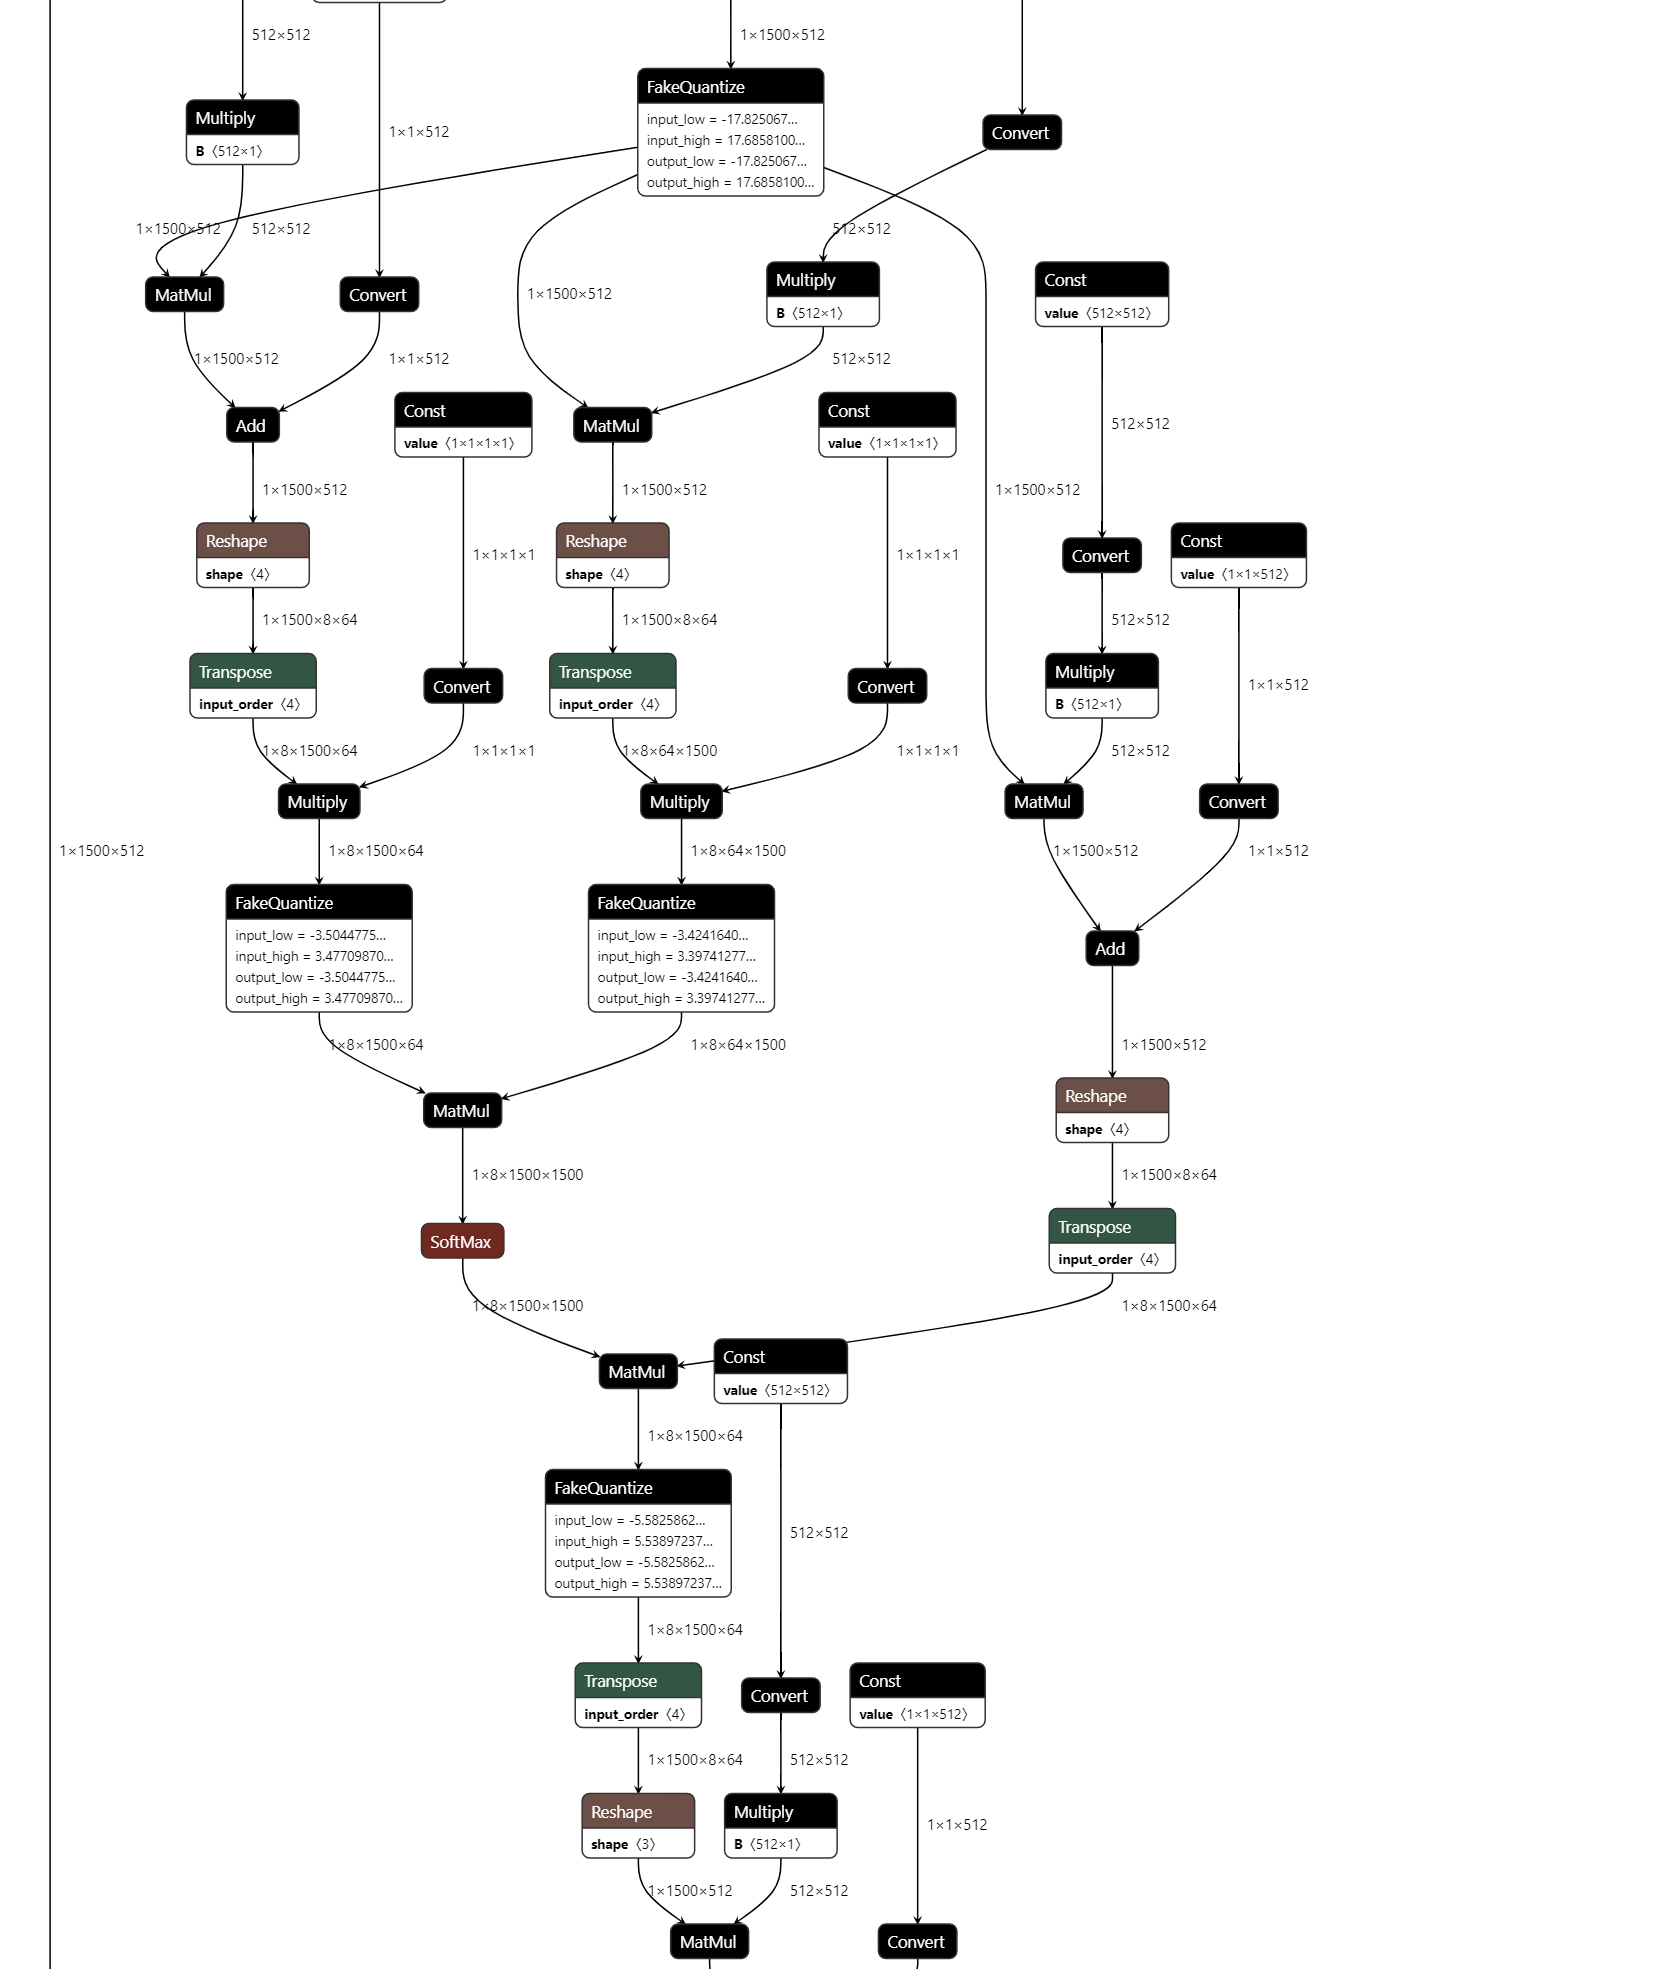 512×512
1×1500×512
FakeQuantize
input_low = -17.825067...
input_high = 17.6858100...
output_low = -17.825067...
output_high = 17.6858100...
Multiply
B 〈512×1〉
1×1×512
Convert
1×1500×512
512×512
512×512
MatMul
Convert
1×1500×512
Multiply
B 〈512×1〉
Const
value 〈512×512〉
1×1500×512
1×1×512
512×512
Add
Const
value 〈1×1×1×1〉
MatMul
Const
value 〈1×1×1×1〉
512×512
1×1500×512
1×1500×512
1×1500×512
Reshape
shape 〈4〉
1×1×1×1
Reshape
shape 〈4〉
1×1×1×1
Convert
Const
value 〈1×1×512〉
1×1500×8×64
1×1500×8×64
512×512
Transpose
input_order 〈4〉
Convert
Transpose
input_order 〈4〉
Convert
Multiply
B 〈512×1〉
1×1×512
1×8×1500×64
1×1×1×1
1×8×64×1500
1×1×1×1
512×512
Multiply
Multiply
MatMul
Convert
1×1500×512
1×8×1500×64
1×8×64×1500
1×1500×512
1×1×512
FakeQuantize
input_low = -3.5044775...
input_high = 3.47709870...
output_low = -3.5044775...
output_high = 3.47709870...
FakeQuantize
input_low = -3.4241640...
input_high = 3.39741277...
output_low = -3.4241640...
output_high = 3.39741277...
Add
1×8×1500×64
1×8×64×1500
1×1500×512
MatMul
Reshape
shape 〈4〉
1×8×1500×1500
1×1500×8×64
SoftMax
Transpose
input_order 〈4〉
1×8×1500×1500
1×8×1500×64
MatMul
Const
value 〈512×512〉
1×8×1500×64
FakeQuantize
input_low = -5.5825862...
input_high = 5.53897237...
output_low = -5.5825862...
output_high = 5.53897237...
512×512
1×8×1500×64
Transpose
input_order 〈4〉
Convert
Const
value 〈1×1×512〉
1×1500×8×64
512×512
Reshape
shape 〈3〉
Multiply
B 〈512×1〉
1×1×512
1×1500×512
512×512
MatMul
Convert